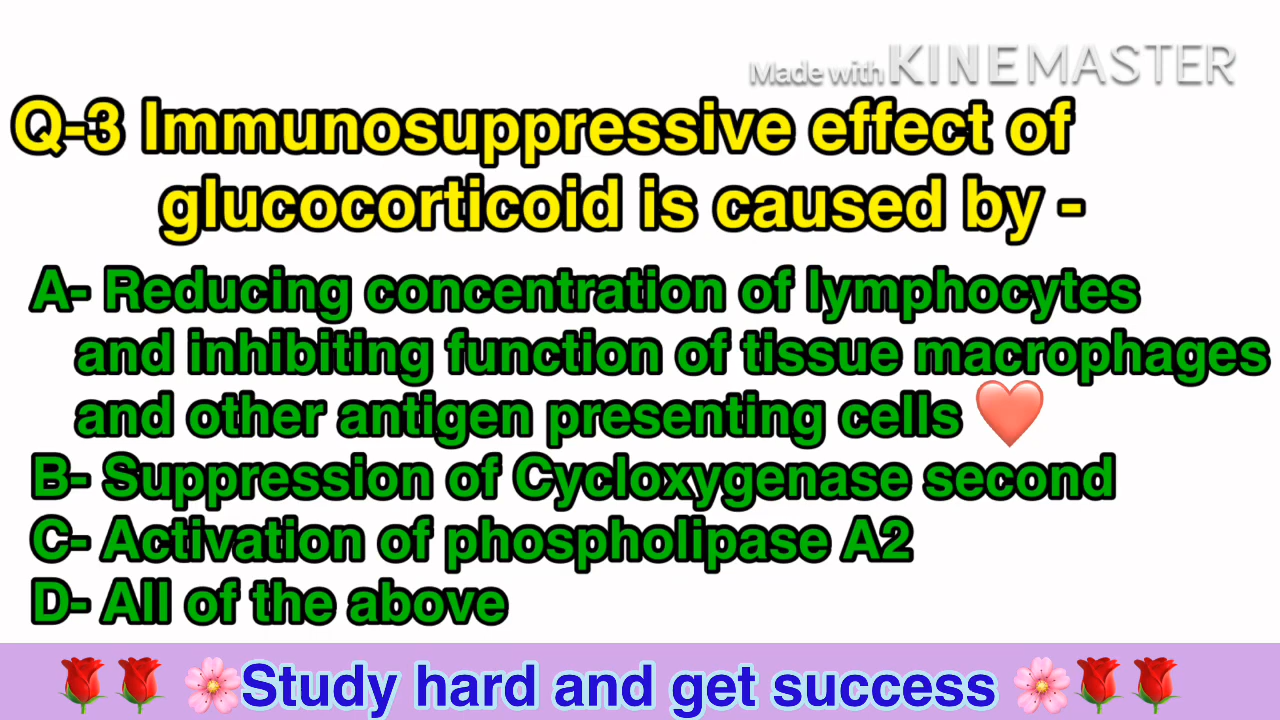 Made with KINEMASTER
Q-3 Immunosuppressive effect of
glucocorticoid is caused by -
A- Reducing concentration of lymphocytes
and inhibiting function of tissue macrophages
and other antigen presenting cells ❤️
B- Suppression of Cycloxygenase second
C- Activation of phospholipase A2
D- All of the above
🌹🌹 🌸Study hard and get success 🌸🌹🌹